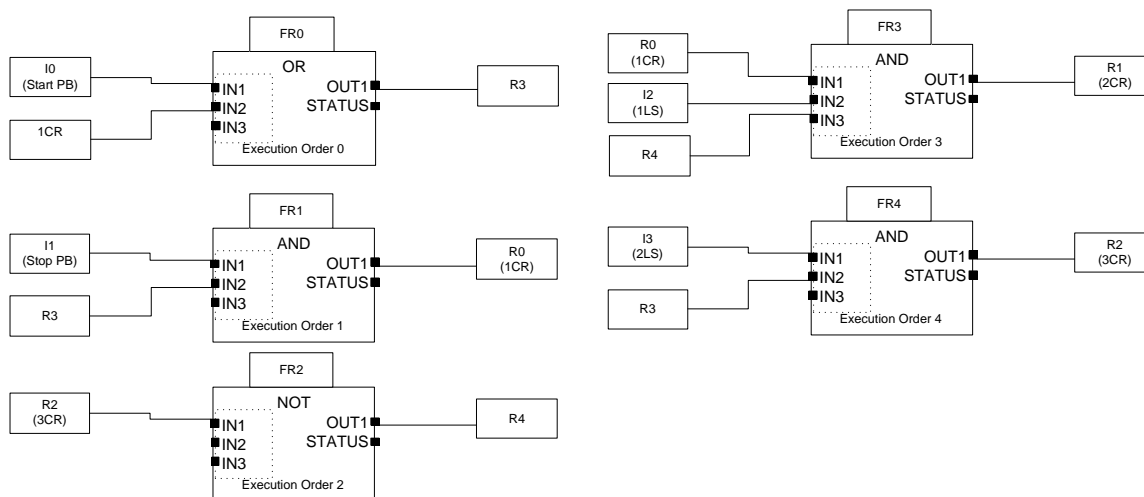 FR0
OR
I0
(Start PB)
1CR
IN1
IN2
IN3
OUT1
STATUS
Execution Order 0
R3
FR1
AND
I1
(Stop PB)
R3
IN1
IN2
IN3
OUT1
STATUS
Execution Order 1
R0
(1CR)
FR2
NOT
R2
(3CR)
IN1
IN2
IN3
OUT1
STATUS
Execution Order 2
R4
FR3
AND
R0
(1CR)
I2
(1LS)
R4
IN1
IN2
IN3
OUT1
STATUS
Execution Order 3
R1
(2CR)
FR4
AND
I3
(2LS)
R3
IN1
IN2
IN3
OUT1
STATUS
Execution Order 4
R2
(3CR)